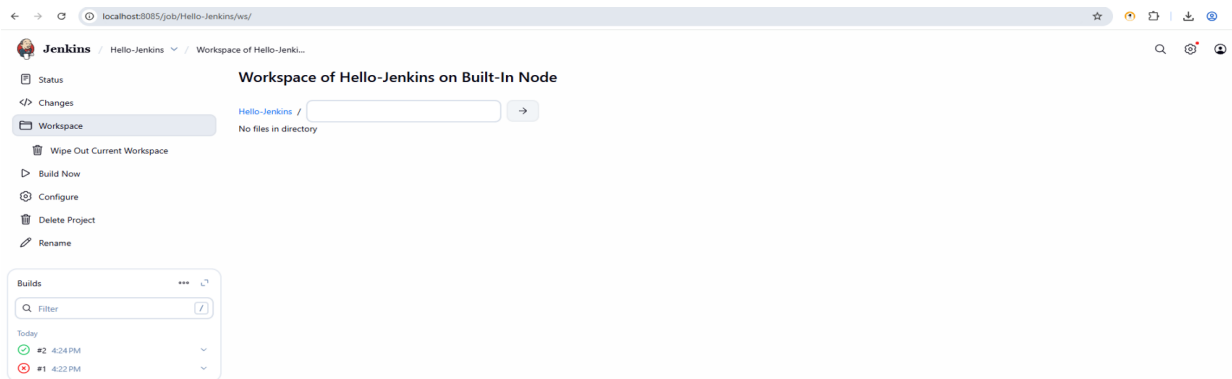 localhost:8085/job/Hello-Jenkins/ws/
Jenkins / Hello-Jenkins / Workspace of Hello-Jenki...
Status
Changes
Workspace
Wipe Out Current Workspace
Build Now
Configure
Delete Project
Rename
Workspace of Hello-Jenkins on Built-In Node
Hello-Jenkins /
No files in directory
Builds
Filter /
Today
#2 4:24 PM
#1 4:22 PM